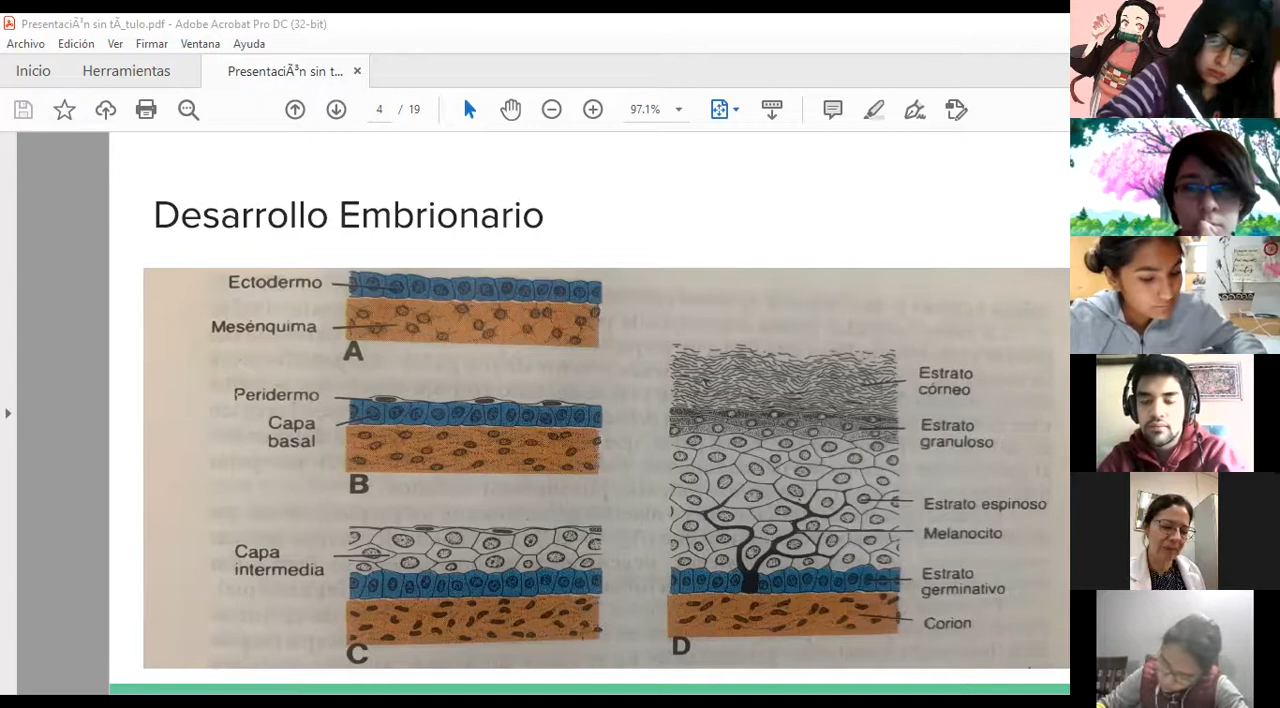 PresentaciÃ³n sin tÃ_tulo.pdf - Adobe Acrobat Pro DC (32-bit)
Archivo Edición Ver Firmar Ventana Ayuda
Inicio Herramientas PresentaciÃ³n sin t... ×
4 / 19 97.1%
Desarrollo Embrionario
Ectodermo
Mesénquima
A
Peridermo
Capa
basal
B
Capa
intermedia
C
Estrato
córneo
Estrato
granuloso
Estrato espinoso
Melanocito
Estrato
germinativo
Corion
D